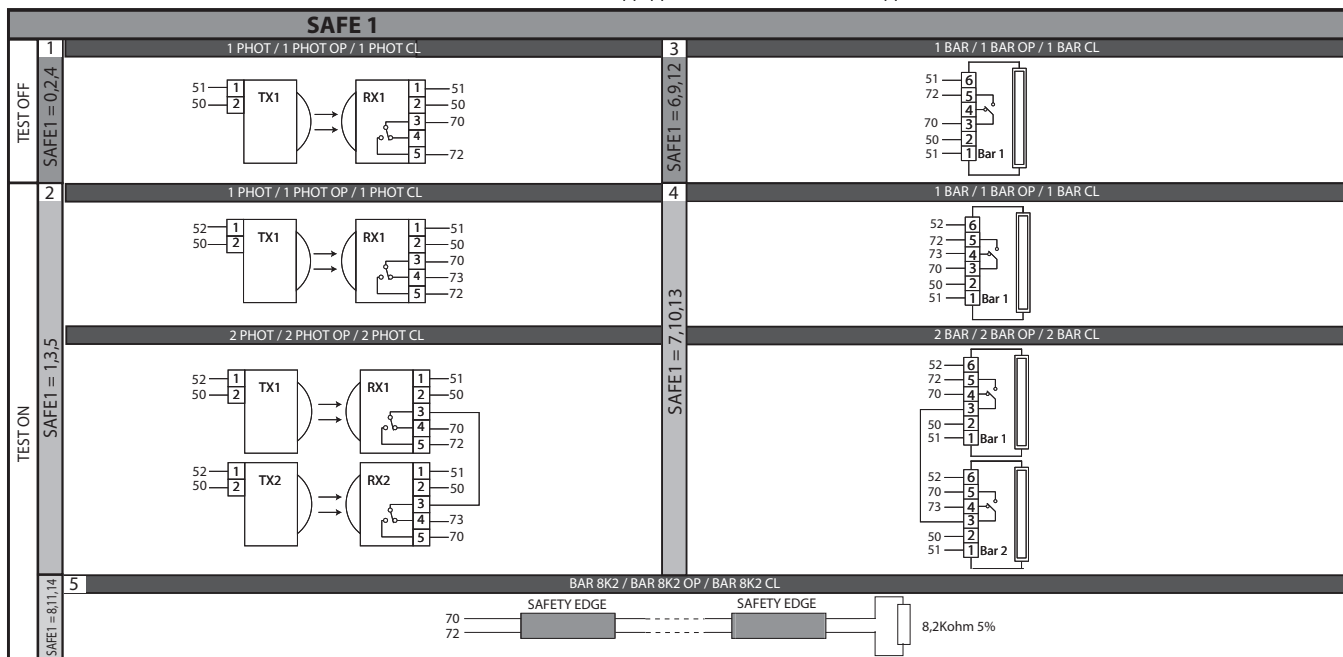 SAFE 1
TEST OFF
SAFE1 = 0,2,4
1
1 PHOT / 1 PHOT OP / 1 PHOT CL
51 1 TX1 RX1 1 51
50 2 2 50
3 70
4
5 72
SAFE1 = 6,9,12
3
1 BAR / 1 BAR OP / 1 BAR CL
51 6
72 5
4
70 3
50 2
51 1 Bar 1
TEST ON
SAFE1 = 1,3,5
2
1 PHOT / 1 PHOT OP / 1 PHOT CL
52 1 TX1 RX1 1 51
50 2 2 50
3 70
4 73
5 72
SAFE1 = 7,10,13
4
1 BAR / 1 BAR OP / 1 BAR CL
52 6
72 5
73 4
70 3
50 2
51 1 Bar 1
2 PHOT / 2 PHOT OP / 2 PHOT CL
52 1 TX1 RX1 1 51
50 2 2 50
3
4 70
5 72
52 1 TX2 RX2 1 51
50 2 2 50
3
4 73
5 70
2 BAR / 2 BAR OP / 2 BAR CL
52 6
72 5
70 4
3
50 2
51 1 Bar 1
52 6
70 5
73 4
3
50 2
51 1 Bar 2
SAFE1 = 8,11,14
5
BAR 8K2 / BAR 8K2 OP / BAR 8K2 CL
SAFETY EDGE SAFETY EDGE
70
72
8,2Kohm 5%